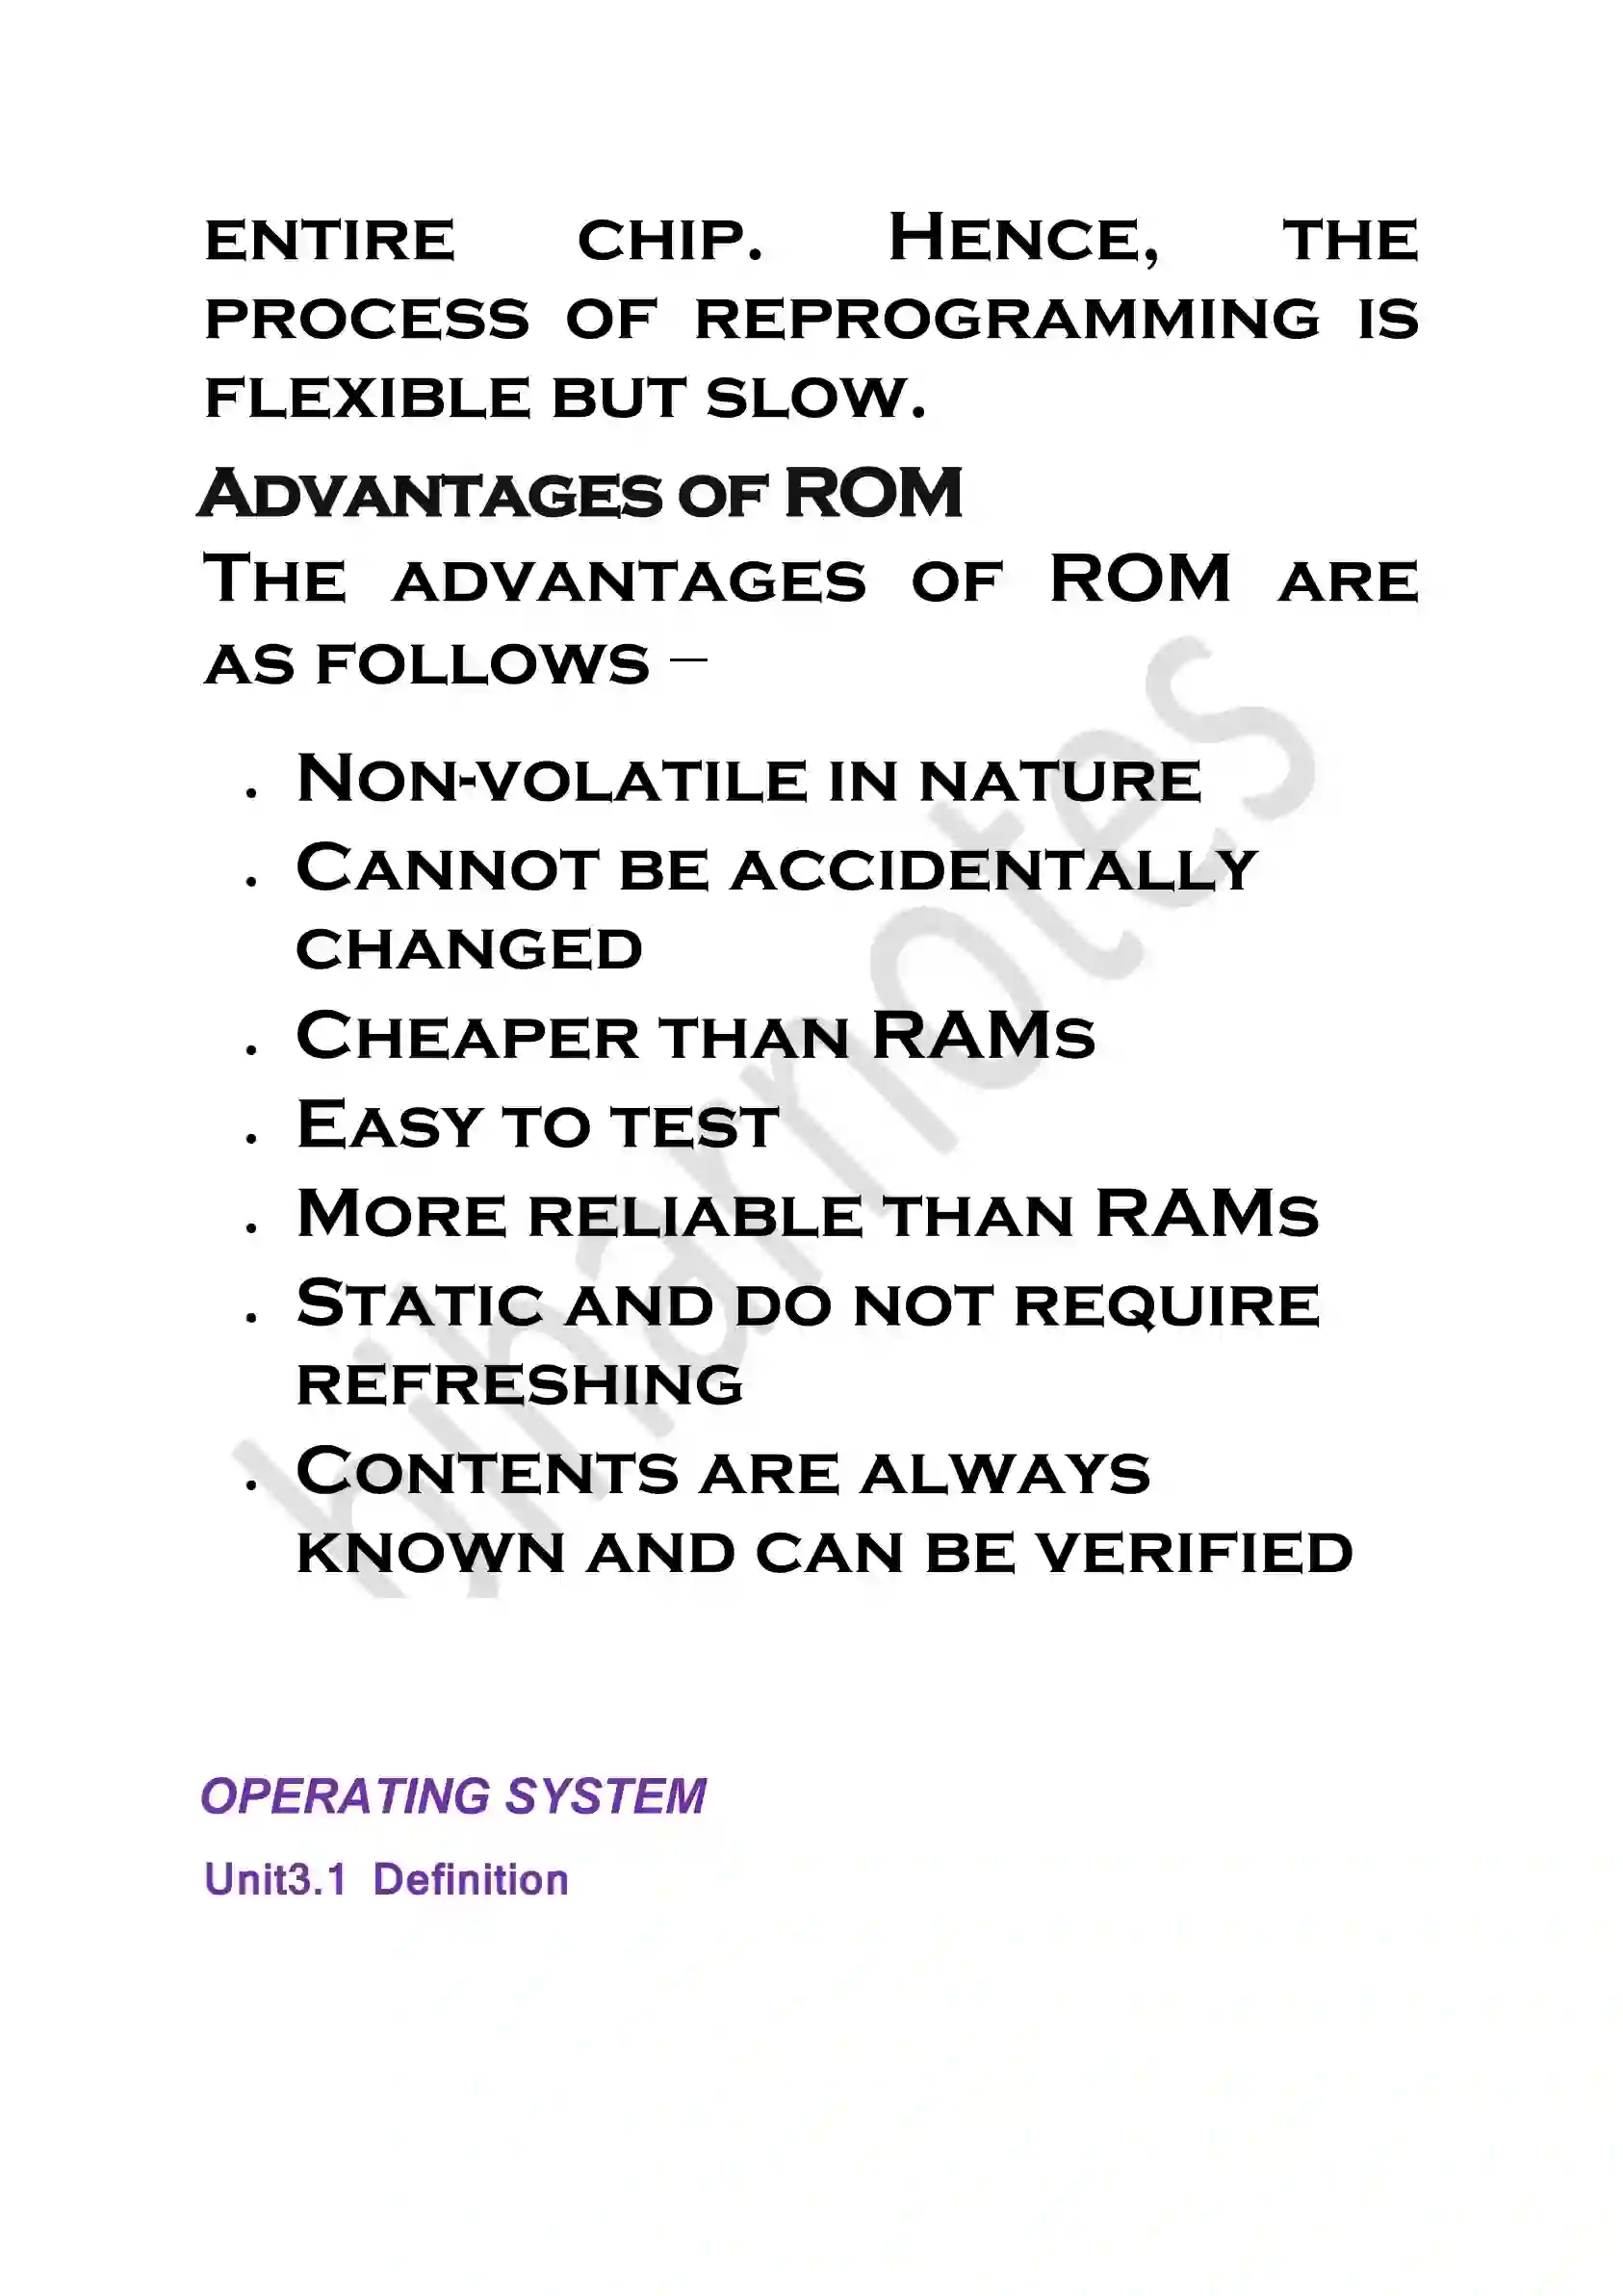 entire chip. Hence, the
process of reprogramming is
flexible but slow.
Advantages of ROM
The advantages of ROM are
as follows –
• Non-volatile in nature
• Cannot be accidentally
changed
• Cheaper than RAMs
• Easy to test
• More reliable than RAMs
• Static and do not require
refreshing
• Contents are always
known and can be verified
OPERATING SYSTEM
Unit3.1 Definition